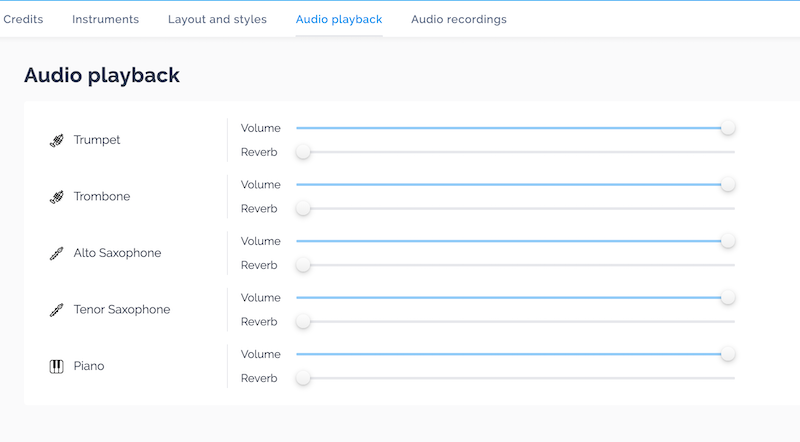 Credits Instruments Layout and styles Audio playback Audio recordings
Audio playback
Trumpet
Volume
Reverb
Trombone
Volume
Reverb
Alto Saxophone
Volume
Reverb
Tenor Saxophone
Volume
Reverb
Piano
Volume
Reverb